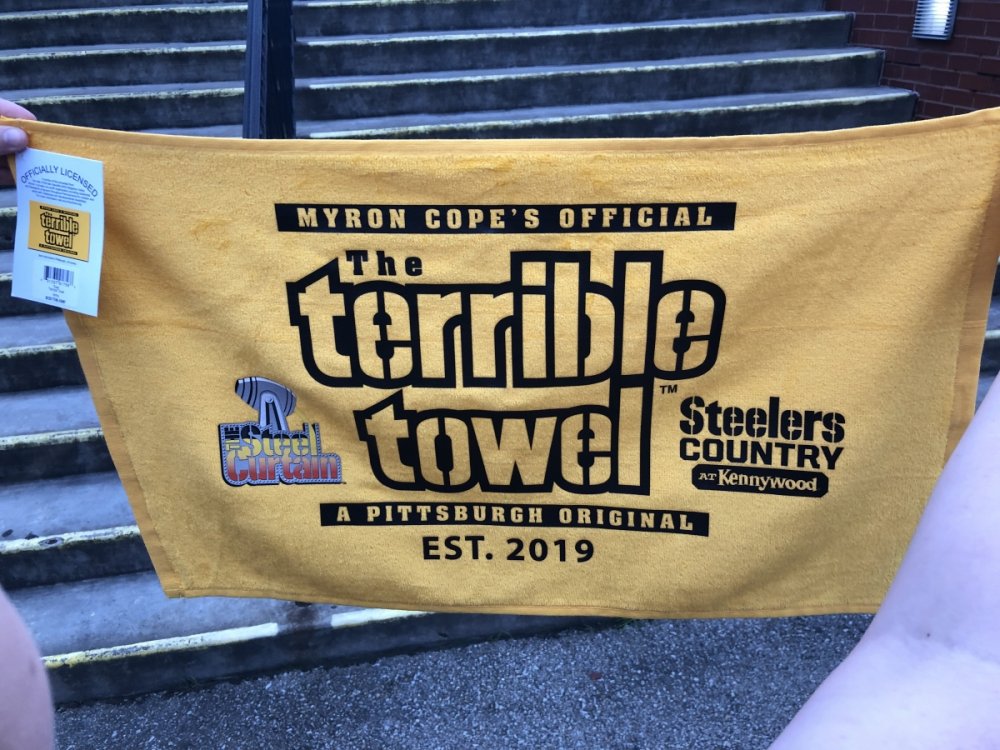 OFFICIALLY LICENSED
terrible
towel
MYRON COPE'S OFFICIAL
The
terrible
towel
TM
THE
Steel
Curtain
Steelers
COUNTRY
AT Kennywood
A PITTSBURGH ORIGINAL
EST. 2019